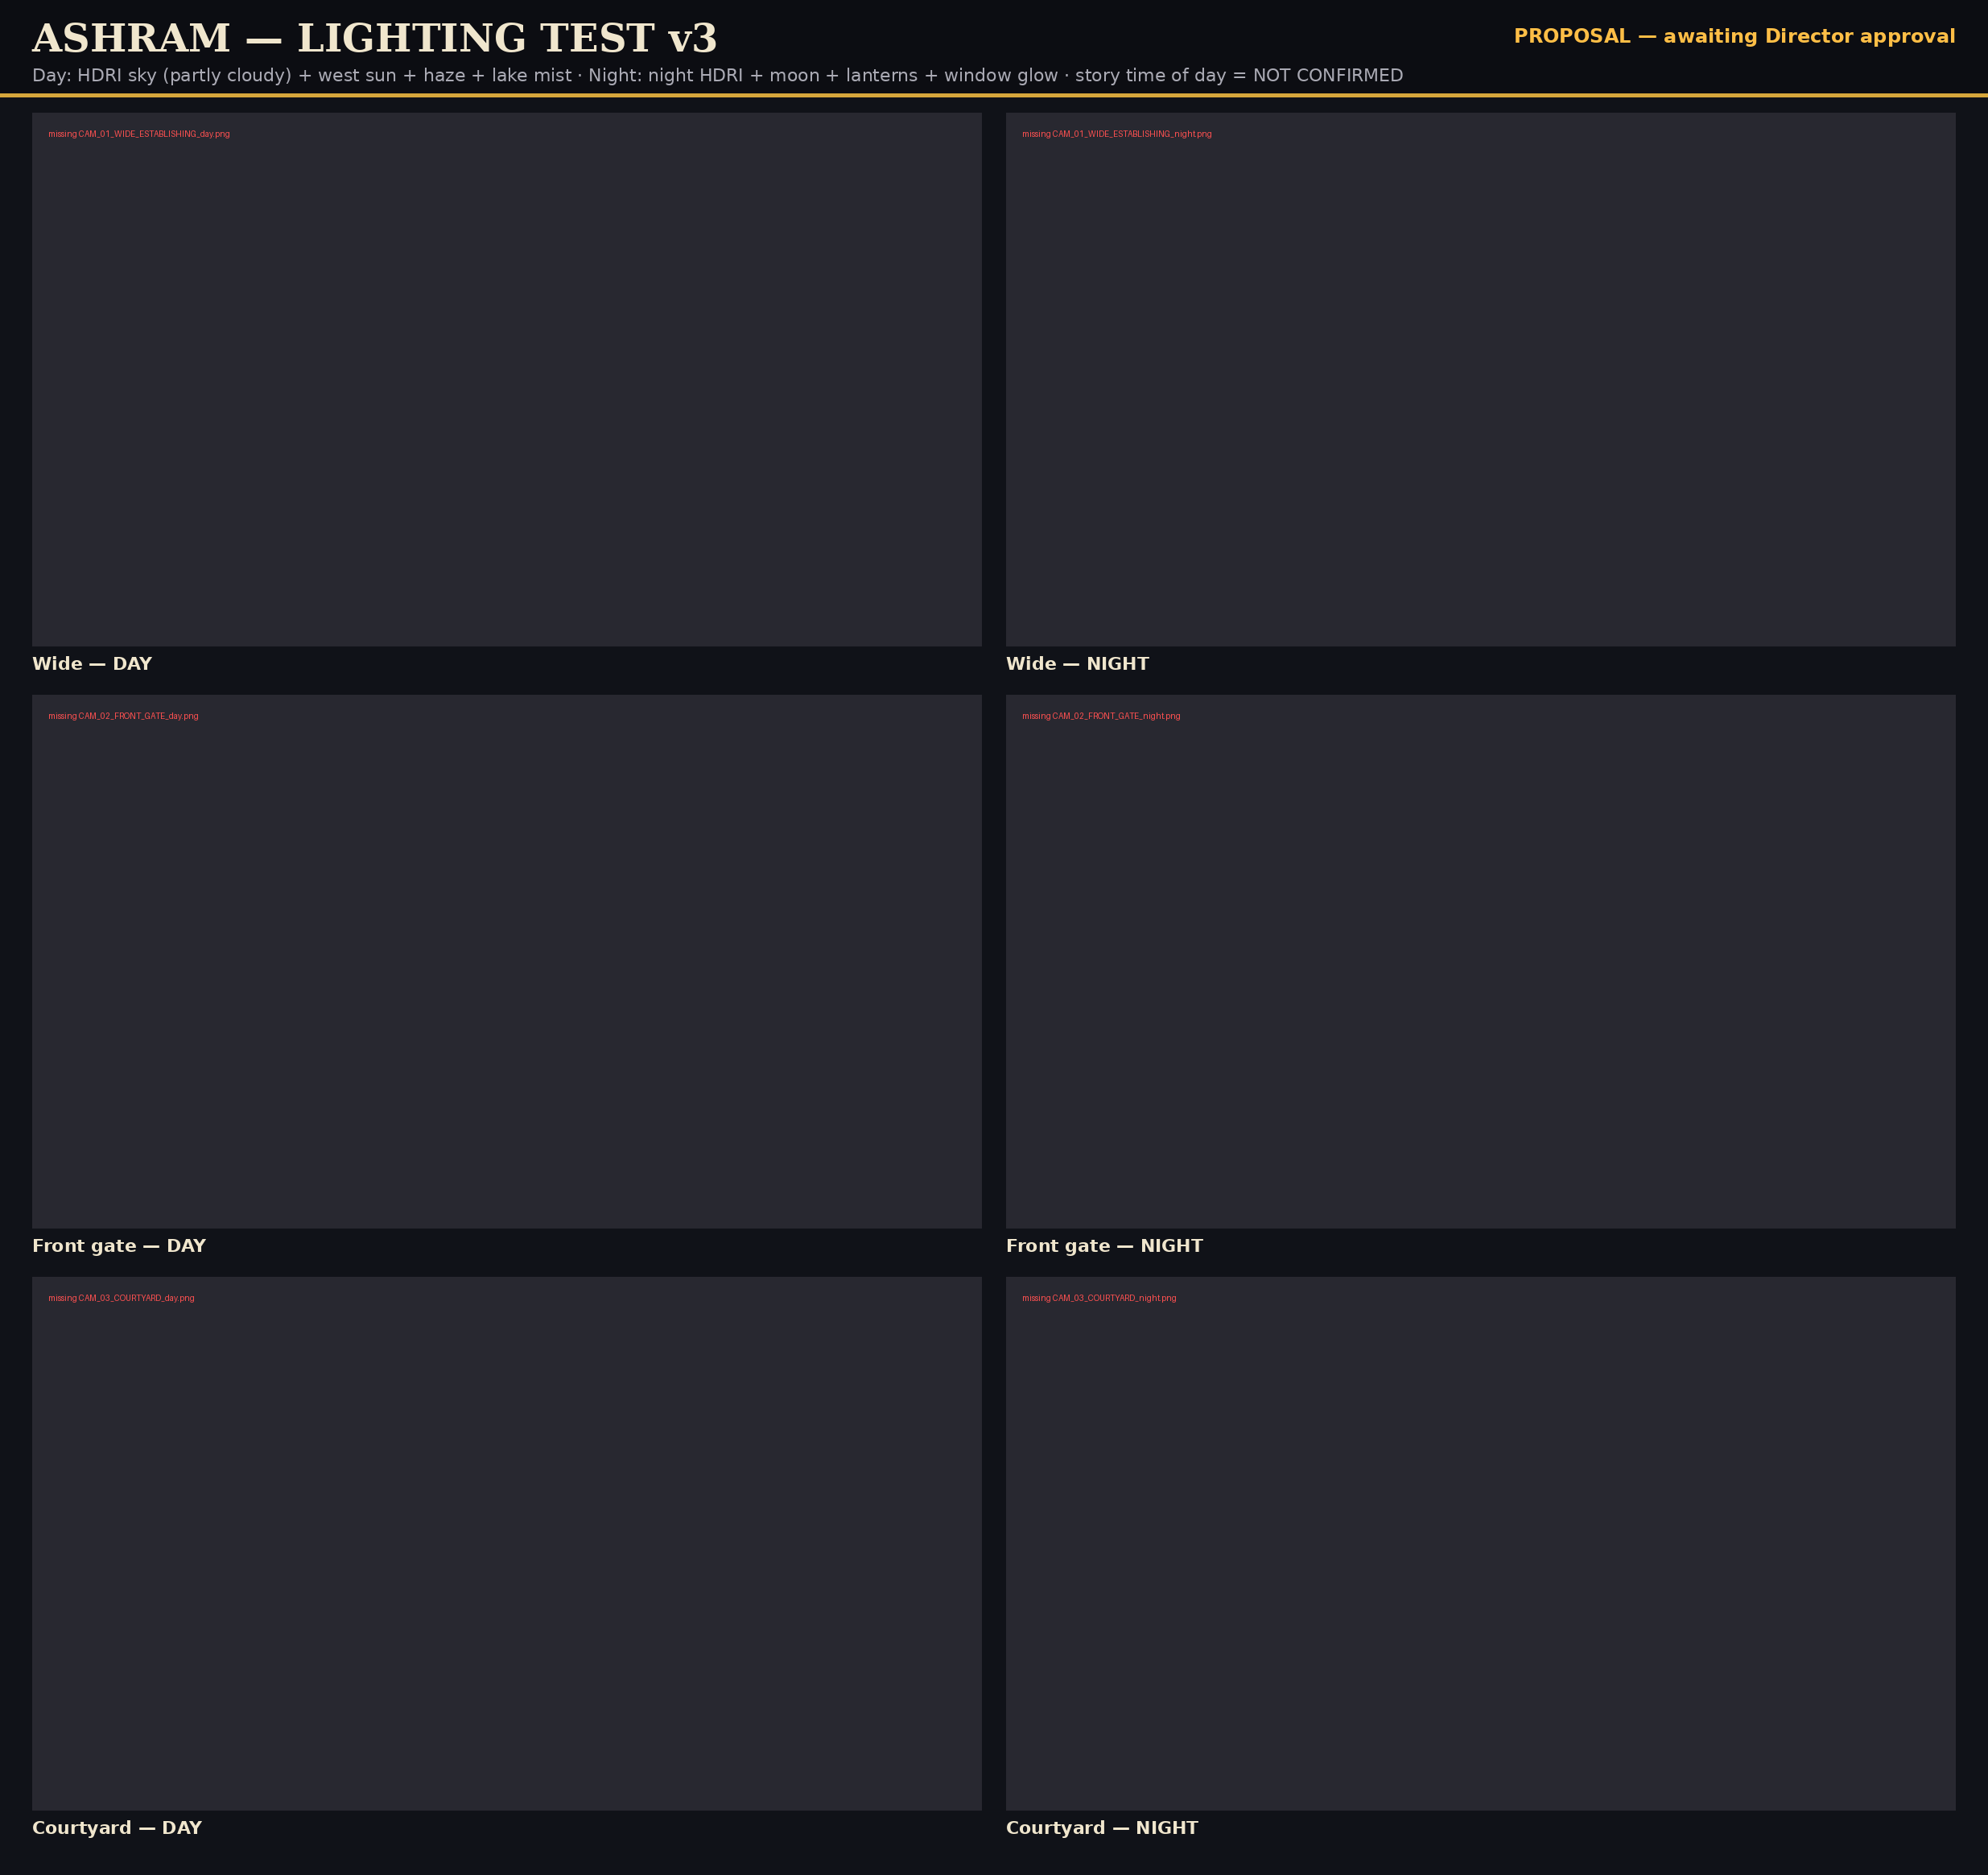 ASHRAM — LIGHTING TEST v3
PROPOSAL — awaiting Director approval
Day: HDRI sky (partly cloudy) + west sun + haze + lake mist · Night: night HDRI + moon + lanterns + window glow · story time of day = NOT CONFIRMED
missing CAM_01_WIDE_ESTABLISHING_day.png
missing CAM_01_WIDE_ESTABLISHING_night.png
Wide — DAY
Wide — NIGHT
missing CAM_02_FRONT_GATE_day.png
missing CAM_02_FRONT_GATE_night.png
Front gate — DAY
Front gate — NIGHT
missing CAM_03_COURTYARD_day.png
missing CAM_03_COURTYARD_night.png
Courtyard — DAY
Courtyard — NIGHT